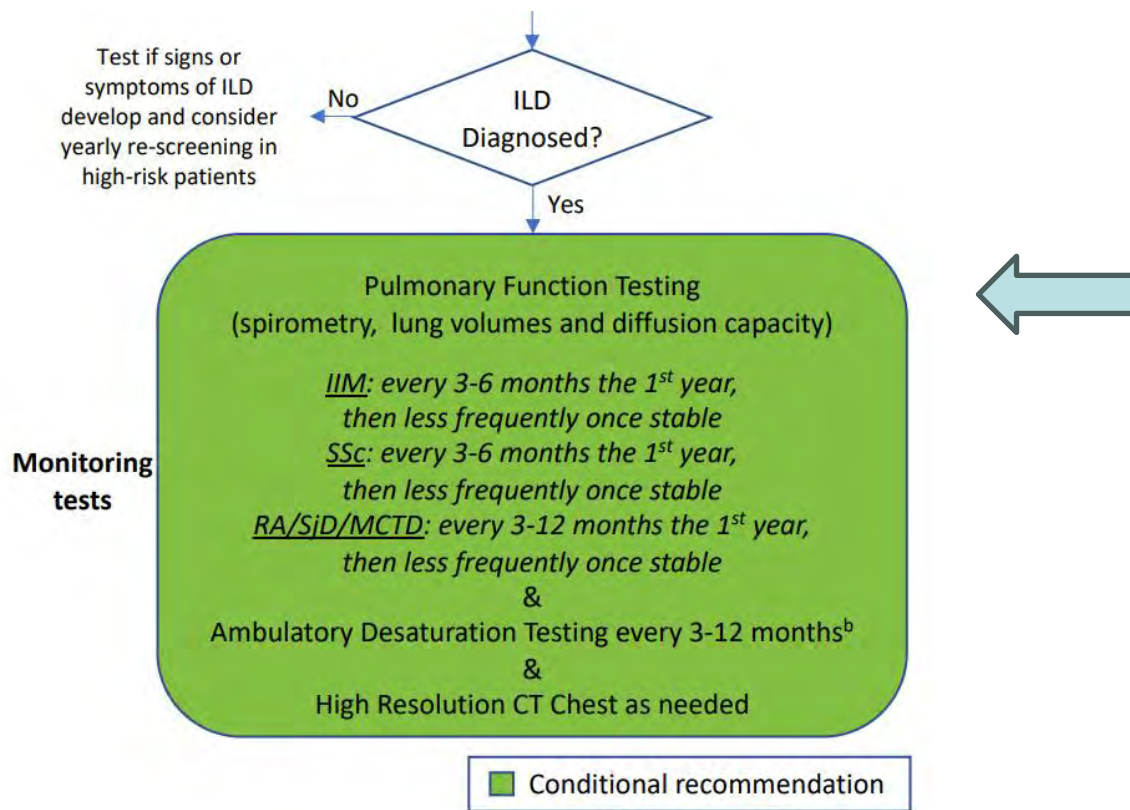 Test if signs or
symptoms of ILD
develop and consider
yearly re-screening in
high-risk patients
No
ILD
Diagnosed?
Yes
Monitoring
tests
Pulmonary Function Testing
(spirometry, lung volumes and diffusion capacity)
IIM: every 3-6 months the 1st year,
then less frequently once stable
SSc: every 3-6 months the 1st year,
then less frequently once stable
RA/SjD/MCTD: every 3-12 months the 1st year,
then less frequently once stable
&
Ambulatory Desaturation Testing every 3-12 monthsb
&
High Resolution CT Chest as needed
Conditional recommendation